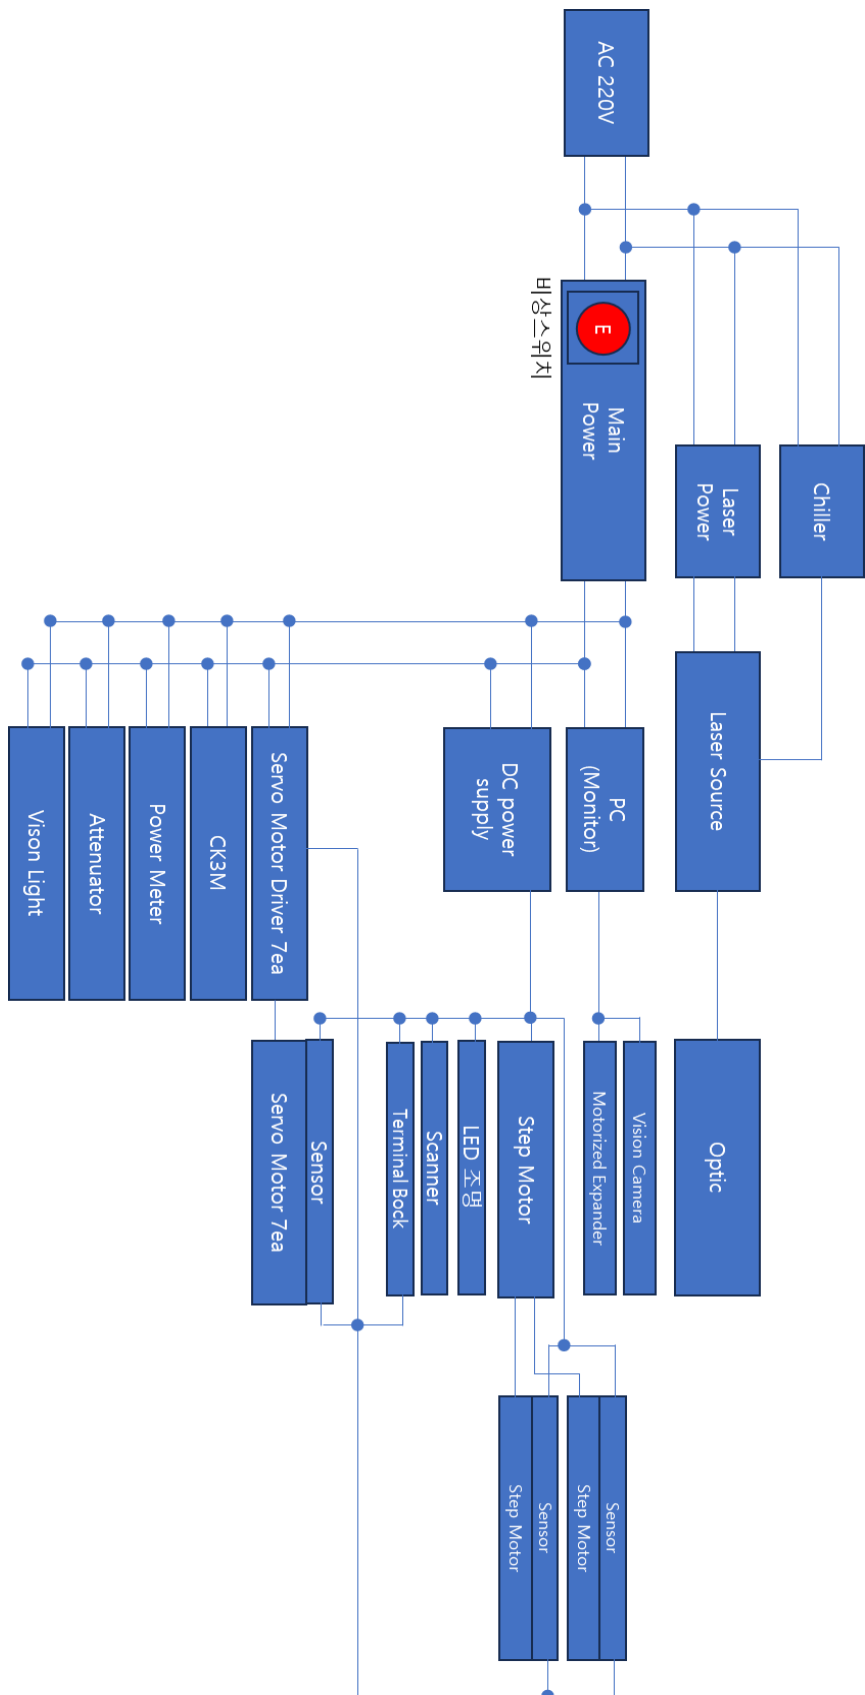 AC 220V
비상스위치
E
Main
Power
Laser
Power
Chiller
Laser Source
PC
(Monitor)
DC power
supply
Servo Motor Driver 7ea
CK3M
Power Meter
Attenuator
Vison Light
Optic
Vision Camera
Motorized Expander
Step Motor
LED 조명
Scanner
Terminal Bock
Sensor
Servo Motor 7ea
Sensor
Step Motor
Sensor
Step Motor